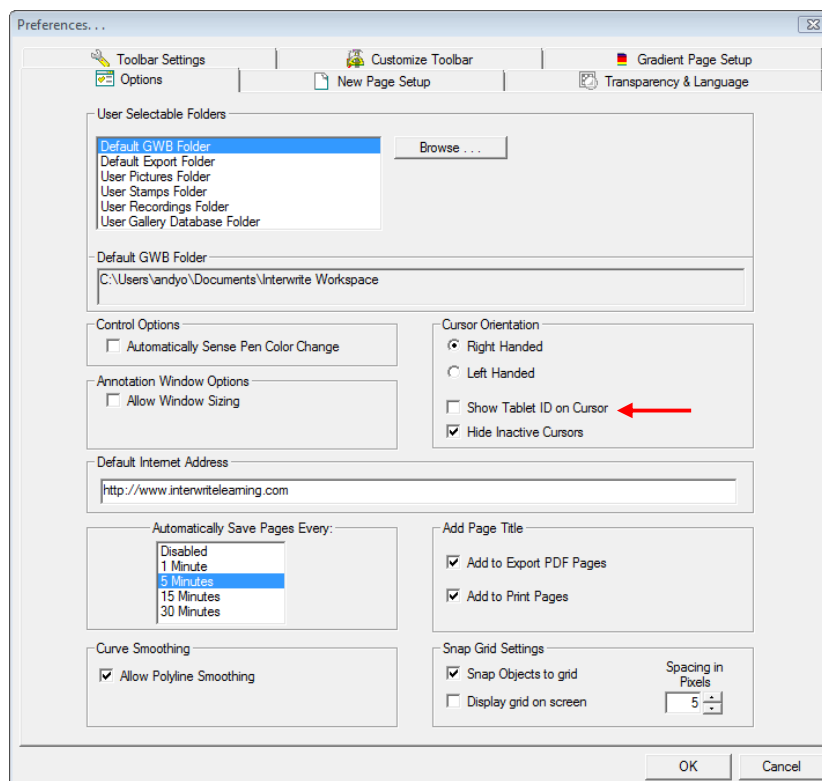 Preferences. . .
Toolbar Settings
Customize Toolbar
Gradient Page Setup
Options
New Page Setup
Transparency & Language
User Selectable Folders
Default GWB Folder
Default Export Folder
User Pictures Folder
User Stamps Folder
User Recordings Folder
User Gallery Database Folder
Browse . . .
Default GWB Folder
C:\Users\andyo\Documents\Interwrite Workspace
Control Options
Automatically Sense Pen Color Change
Annotation Window Options
Allow Window Sizing
Cursor Orientation
Right Handed
Left Handed
Show Tablet ID on Cursor
Hide Inactive Cursors
Default Internet Address
http://www.interwritelearning.com
Automatically Save Pages Every:
Disabled
1 Minute
5 Minutes
15 Minutes
30 Minutes
Add Page Title
Add to Export PDF Pages
Add to Print Pages
Curve Smoothing
Allow Polyline Smoothing
Snap Grid Settings
Snap Objects to grid
Display grid on screen
Spacing in
Pixels
5
OK
Cancel